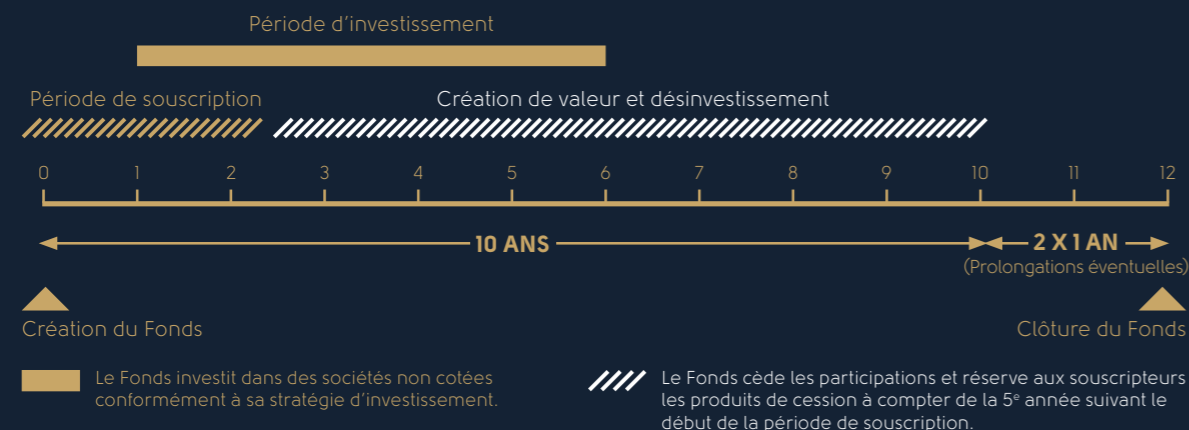 Période d'investissement
Période de souscription
Création de valeur et désinvestissement
0 1 2 3 4 5 6 7 8 9 10 11 12
10 ANS
2 X 1 AN
(Prolongations éventuelles)
Création du Fonds
Clôture du Fonds
Le Fonds investit dans des sociétés non cotées
conformément à sa stratégie d'investissement.
Le Fonds cède les participations et réserve aux souscripteurs
les produits de cession à compter de la 5e année suivant le
début de la période de souscription.